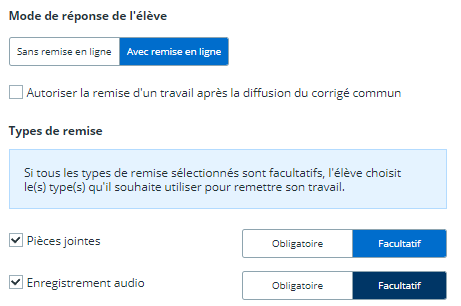 Mode de réponse de l'élève
Sans remise en ligne Avec remise en ligne
Autoriser la remise d'un travail après la diffusion du corrigé commun
Types de remise
Si tous les types de remise sélectionnés sont facultatifs, l'élève choisit
le(s) type(s) qu'il souhaite utiliser pour remettre son travail.
Pièces jointes Obligatoire Facultatif
Enregistrement audio Obligatoire Facultatif